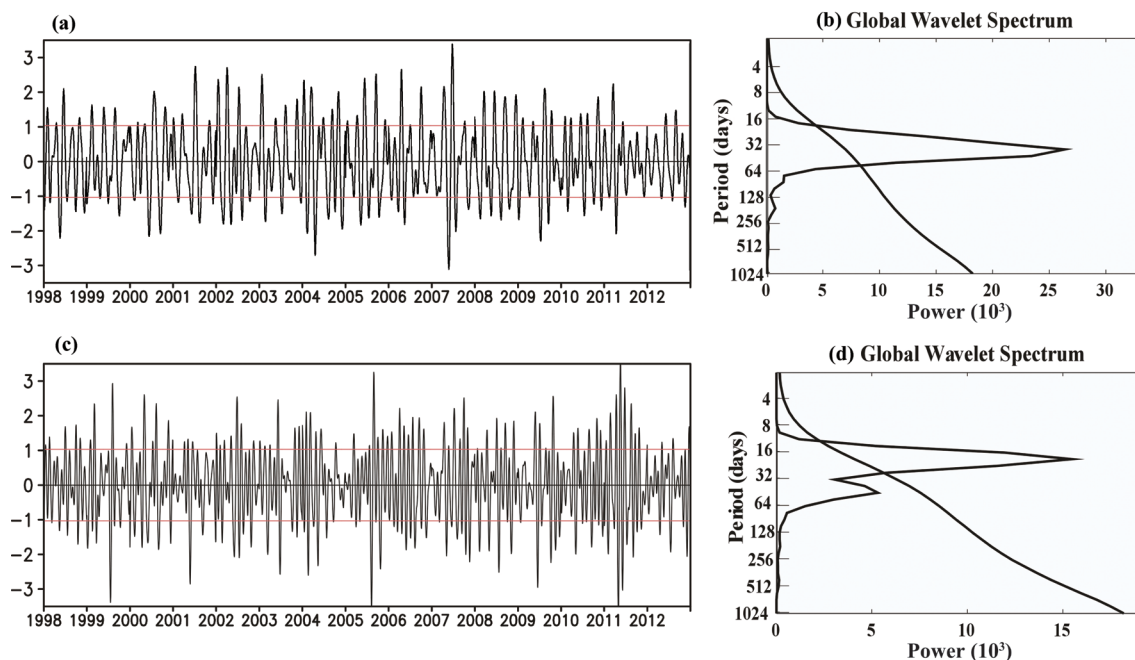 (a)
3
2
1
0
−1
−2
−3
1998 1999 2000 2001 2002 2003 2004 2005 2006 2007 2008 2009 2010 2011 2012
(b) Global Wavelet Spectrum
Period (days)
4
8
16
32
64
128
256
512
1024
0 5 10 15 20 25 30
Power (10³)
(c)
3
2
1
0
−1
−2
−3
1998 1999 2000 2001 2002 2003 2004 2005 2006 2007 2008 2009 2010 2011 2012
(d) Global Wavelet Spectrum
Period (days)
4
8
16
32
64
128
256
512
1024
0 5 10 15
Power (10³)